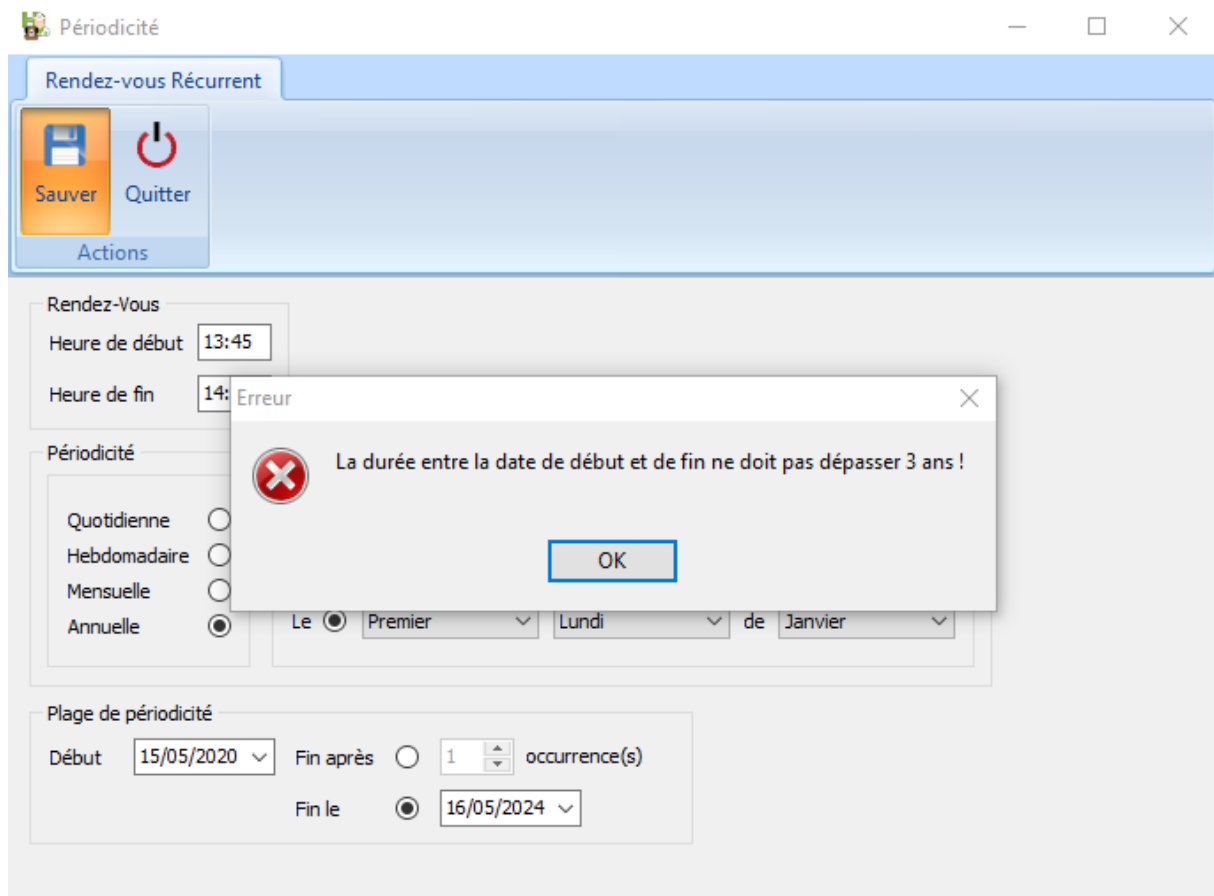 Périodicité
Rendez-vous Récurrent
Sauver Quitter
Actions
Rendez-Vous
Heure de début 13:45
Heure de fin 14:
Erreur
La durée entre la date de début et de fin ne doit pas dépasser 3 ans !
OK
Périodicité
Quotidienne
Hebdomadaire
Mensuelle
Annuelle
Le Premier Lundi de Janvier
Plage de périodicité
Début 15/05/2020 Fin après 1 occurrence(s)
Fin le 16/05/2024